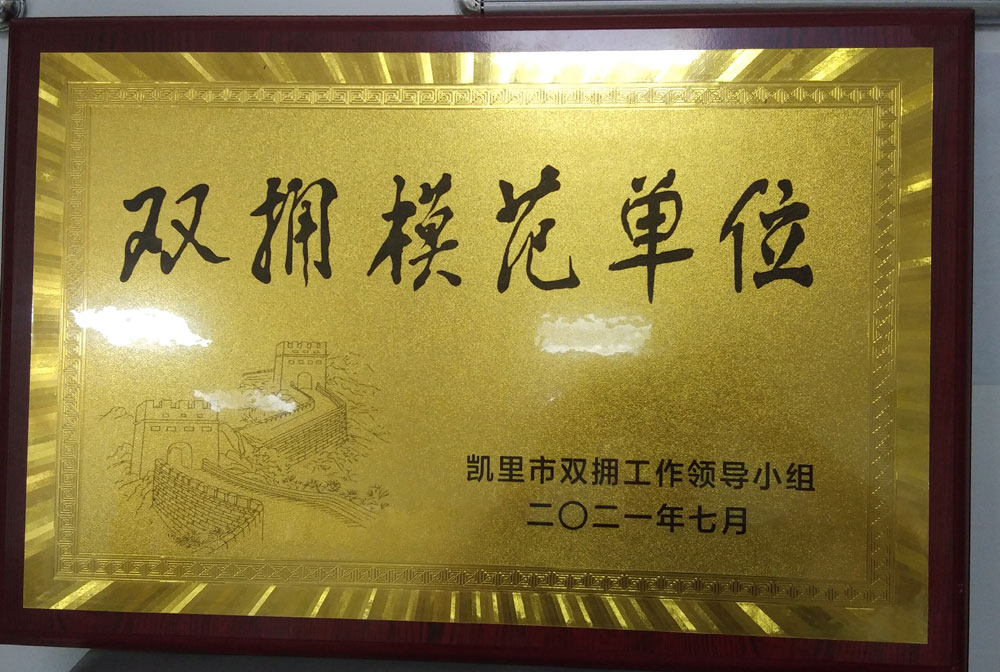 双拥模范单位
凯里市双拥工作领导小组
二〇二一年七月